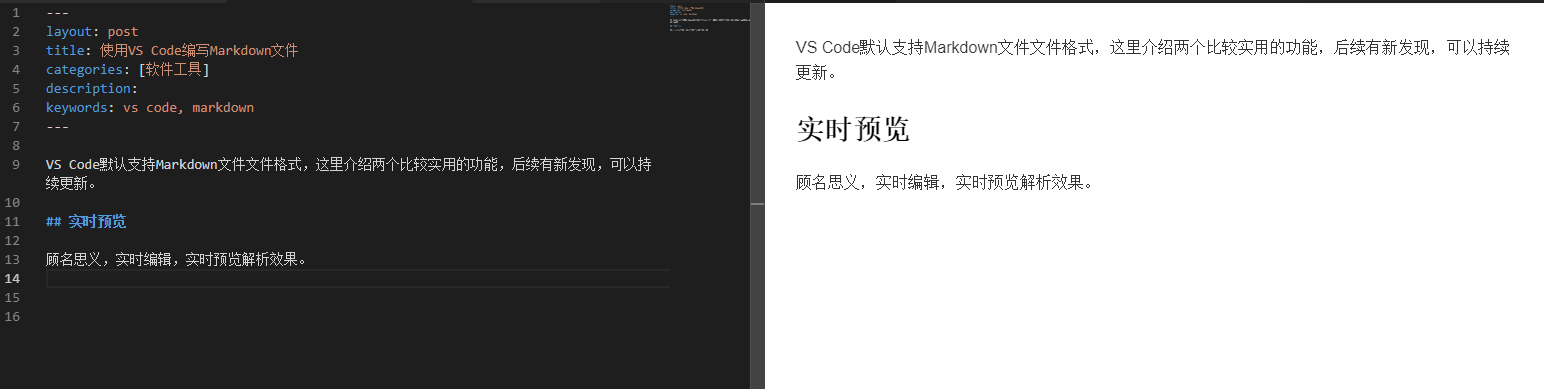 1 ---
2 layout: post
3 title: 使用VS Code编写Markdown文件
4 categories: [软件工具]
5 description:
6 keywords: vs code, markdown
7 ---
8
9 VS Code默认支持Markdown文件文件格式，这里介绍两个比较实用的功能，后续有新发现，可以持
续更新。
10
11 ## 实时预览
12
13 顾名思义，实时编辑，实时预览解析效果。
14
15
16
VS Code默认支持Markdown文件文件格式，这里介绍两个比较实用的功能，后续有新发现，可以持续
更新。
实时预览
顾名思义，实时编辑，实时预览解析效果。